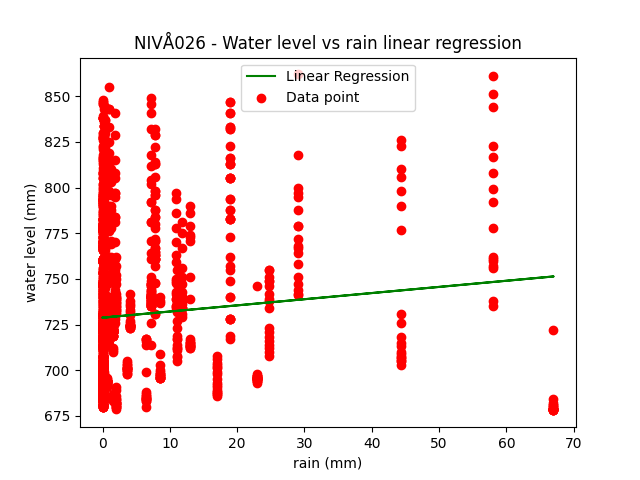 NIVÅ026 - Water level vs rain linear regression
Linear Regression
Data point
water level (mm)
850
825
800
775
750
725
700
675
0 10 20 30 40 50 60 70
rain (mm)